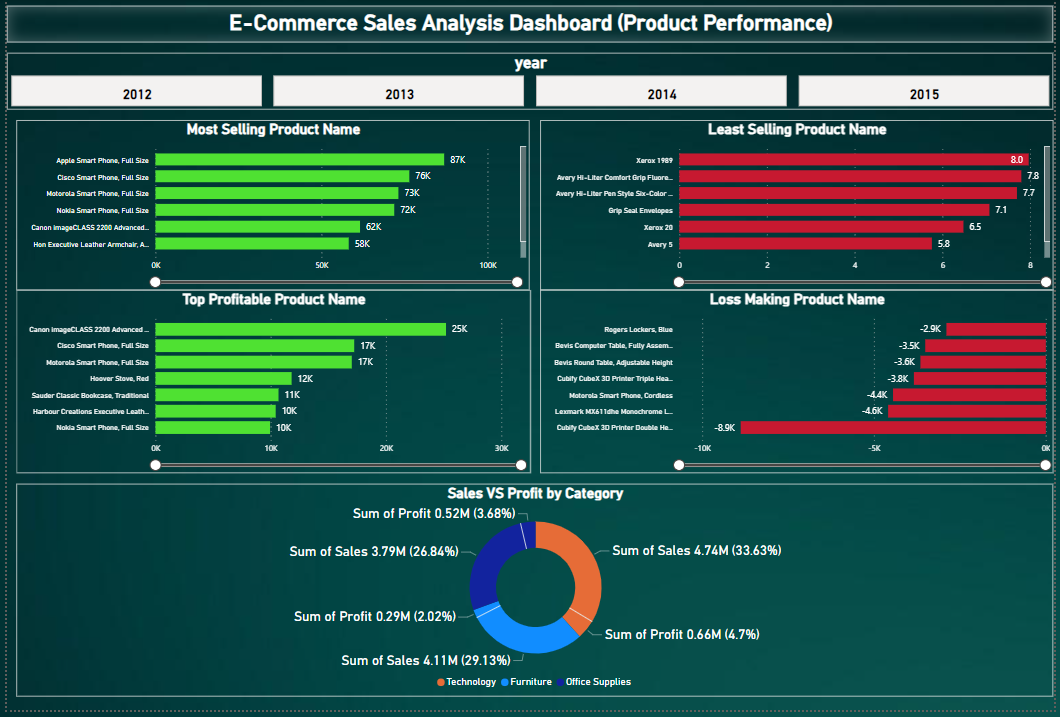 E-Commerce Sales Analysis Dashboard (Product Performance)
year
2012
2013
2014
2015
Most Selling Product Name
Apple Smart Phone, Full Size
87K
Cisco Smart Phone, Full Size
76K
Motorola Smart Phone, Full Size
73K
Nokia Smart Phone, Full Size
72K
Canon imageCLASS 2200 Advanced...
62K
Hon Executive Leather Armchair, A...
58K
0K 50K 100K
Least Selling Product Name
Xerox 1989
8.0
Avery Hi-Liter Comfort Grip Fluore...
7.8
Avery Hi-Liter Pen Style Six-Color ...
7.7
Grip Seal Envelopes
7.1
Xerox 20
6.5
Avery 5
5.8
0 2 4 6 8
Top Profitable Product Name
Canon imageCLASS 2200 Advanced ...
25K
Cisco Smart Phone, Full Size
17K
Motorola Smart Phone, Full Size
17K
Hoover Stove, Red
12K
Sauder Classic Bookcase, Traditional
11K
Harbour Creations Executive Leath...
10K
Nokia Smart Phone, Full Size
10K
0K 10K 20K 30K
Loss Making Product Name
Rogers Lockers, Blue
-2.9K
Bevis Computer Table, Fully Assem...
-3.5K
Bevis Round Table, Adjustable Height
-3.6K
Cubify CubeX 3D Printer Triple Hea...
-3.8K
Motorola Smart Phone, Cordless
-4.4K
Lexmark MX611dhe Monochrome L...
-4.6K
Cubify CubeX 3D Printer Double He...
-8.9K
-10K -5K 0K
Sales VS Profit by Category
Sum of Profit 0.52M (3.68%)
Sum of Sales 3.79M (26.84%)
Sum of Sales 4.74M (33.63%)
Sum of Profit 0.29M (2.02%)
Sum of Profit 0.66M (4.7%)
Sum of Sales 4.11M (29.13%)
Technology Furniture Office Supplies